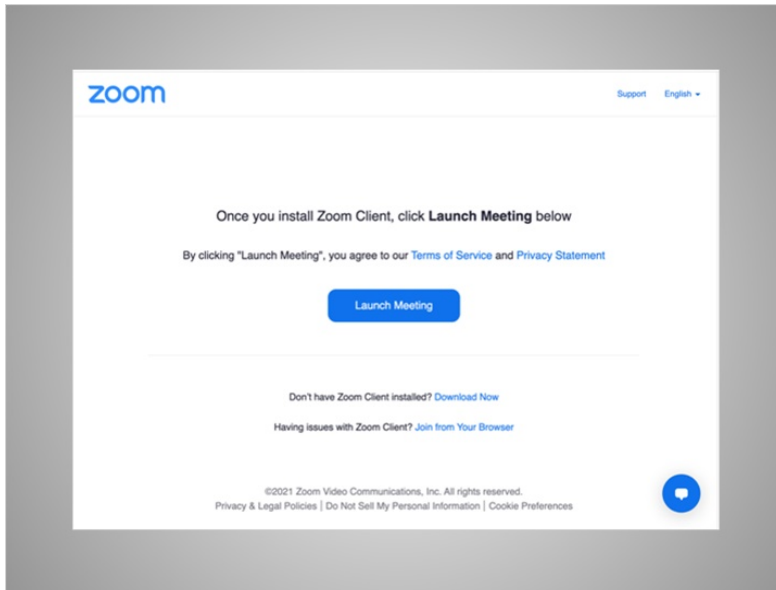 zoom
Support English
Once you install Zoom Client, click Launch Meeting below
By clicking "Launch Meeting", you agree to our Terms of Service and Privacy Statement
Launch Meeting
Don't have Zoom Client installed? Download Now
Having issues with Zoom Client? Join from Your Browser
©2021 Zoom Video Communications, Inc. All rights reserved.
Privacy & Legal Policies | Do Not Sell My Personal Information | Cookie Preferences